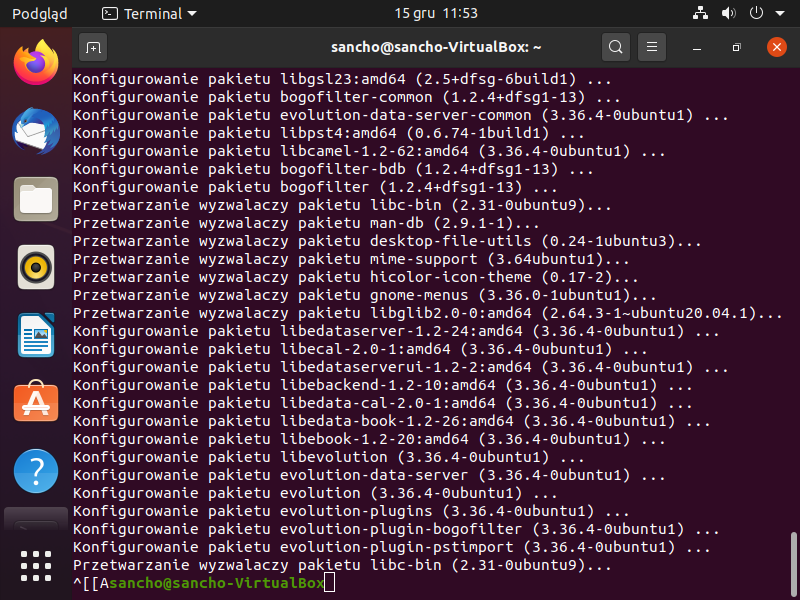 Podgląd
Terminal
15 gru 11:53
sancho@sancho-VirtualBox: ~
Konfigurowanie pakietu libgsl23:amd64 (2.5+dfsg-6build1) ...
Konfigurowanie pakietu bogofilter-common (1.2.4+dfsg1-13) ...
Konfigurowanie pakietu evolution-data-server-common (3.36.4-0ubuntu1) ...
Konfigurowanie pakietu libpst4:amd64 (0.6.74-1build1) ...
Konfigurowanie pakietu libcamel-1.2-62:amd64 (3.36.4-0ubuntu1) ...
Konfigurowanie pakietu bogofilter-bdb (1.2.4+dfsg1-13) ...
Konfigurowanie pakietu bogofilter (1.2.4+dfsg1-13) ...
Przetwarzanie wyzwalaczy pakietu libc-bin (2.31-0ubuntu9)...
Przetwarzanie wyzwalaczy pakietu man-db (2.9.1-1)...
Przetwarzanie wyzwalaczy pakietu desktop-file-utils (0.24-1ubuntu3)...
Przetwarzanie wyzwalaczy pakietu mime-support (3.64ubuntu1)...
Przetwarzanie wyzwalaczy pakietu hicolor-icon-theme (0.17-2)...
Przetwarzanie wyzwalaczy pakietu gnome-menus (3.36.0-1ubuntu1)...
Przetwarzanie wyzwalaczy pakietu libglib2.0-0:amd64 (2.64.3-1~ubuntu20.04.1)...
Konfigurowanie pakietu libedataserver-1.2-24:amd64 (3.36.4-0ubuntu1) ...
Konfigurowanie pakietu libecal-2.0-1:amd64 (3.36.4-0ubuntu1) ...
Konfigurowanie pakietu libedataserverui-1.2-2:amd64 (3.36.4-0ubuntu1) ...
Konfigurowanie pakietu libebackend-1.2-10:amd64 (3.36.4-0ubuntu1) ...
Konfigurowanie pakietu libedata-cal-2.0-1:amd64 (3.36.4-0ubuntu1) ...
Konfigurowanie pakietu libedata-book-1.2-26:amd64 (3.36.4-0ubuntu1) ...
Konfigurowanie pakietu libebook-1.2-20:amd64 (3.36.4-0ubuntu1) ...
Konfigurowanie pakietu libevolution (3.36.4-0ubuntu1) ...
Konfigurowanie pakietu evolution-data-server (3.36.4-0ubuntu1) ...
Konfigurowanie pakietu evolution (3.36.4-0ubuntu1) ...
Konfigurowanie pakietu evolution-plugins (3.36.4-0ubuntu1) ...
Konfigurowanie pakietu evolution-plugin-bogofilter (3.36.4-0ubuntu1) ...
Konfigurowanie pakietu evolution-plugin-pstimport (3.36.4-0ubuntu1) ...
Przetwarzanie wyzwalaczy pakietu libc-bin (2.31-0ubuntu9)...
^[[Asancho@sancho-VirtualBox